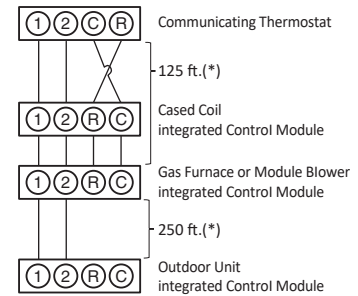 1 2 C R
Communicating Thermostat
125 ft.(*)
1 2 R C
Cased Coil
integrated Control Module
1 2 R C
Gas Furnace or Module Blower
integrated Control Module
250 ft.(*)
1 2 R C
Outdoor Unit
integrated Control Module